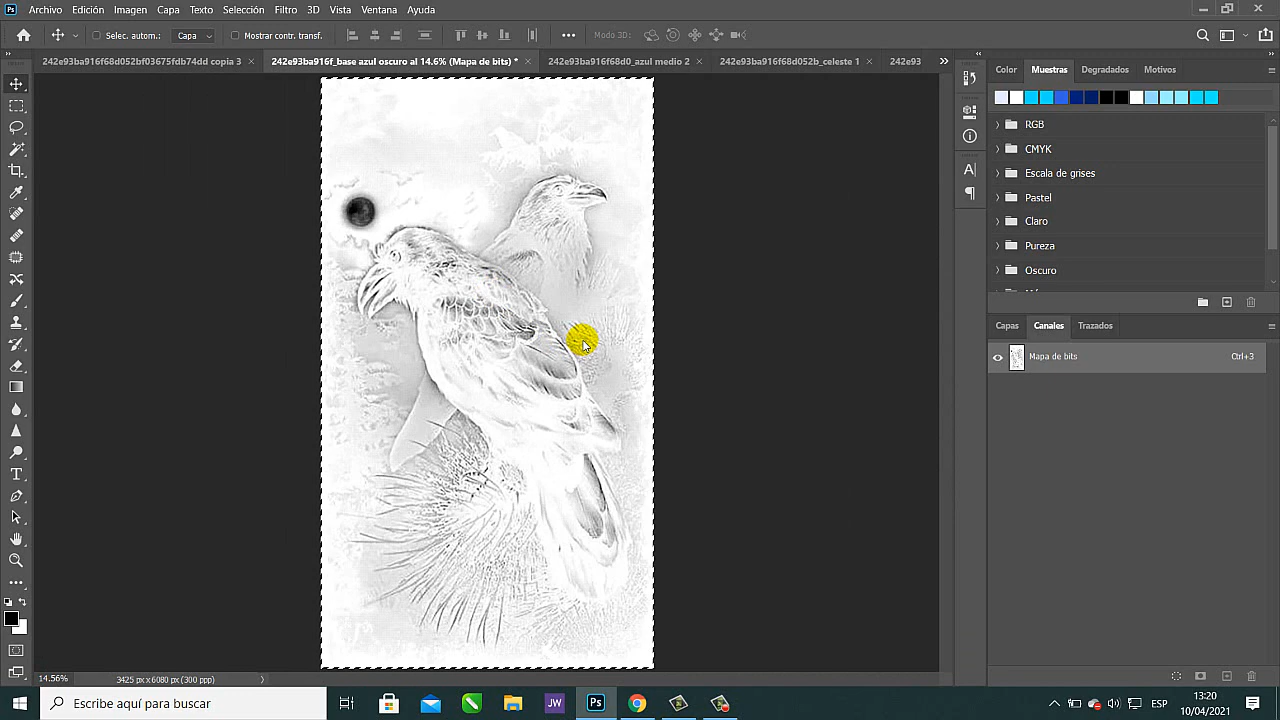 Ps Archivo Edición Imagen Capa Texto Selección Filtro 3D Vista Ventana Ayuda
Selec. autom.: Capa Mostrar contr. transf. Modo 3D:
242e93ba916f68d052bf03675fdb74dd copia 3 × 242e93ba916f_base azul oscuro al 14.6% (Mapa de bits) * × 242e93ba916f68d0_azul medio 2 × 242e93ba916f68d052b_celeste 1 × 242e93
Color Muestras Degradados Motivos
RGB
CMYK
Escala de grises
Pastel
Claro
Pureza
Oscuro
Capas Canales Trazados
Mapa de bits Ctrl+3
14.56% 3425 px x 6080 px (300 ppp)
Escribe aquí para buscar JW Ps ESP 13:20
10/04/2021